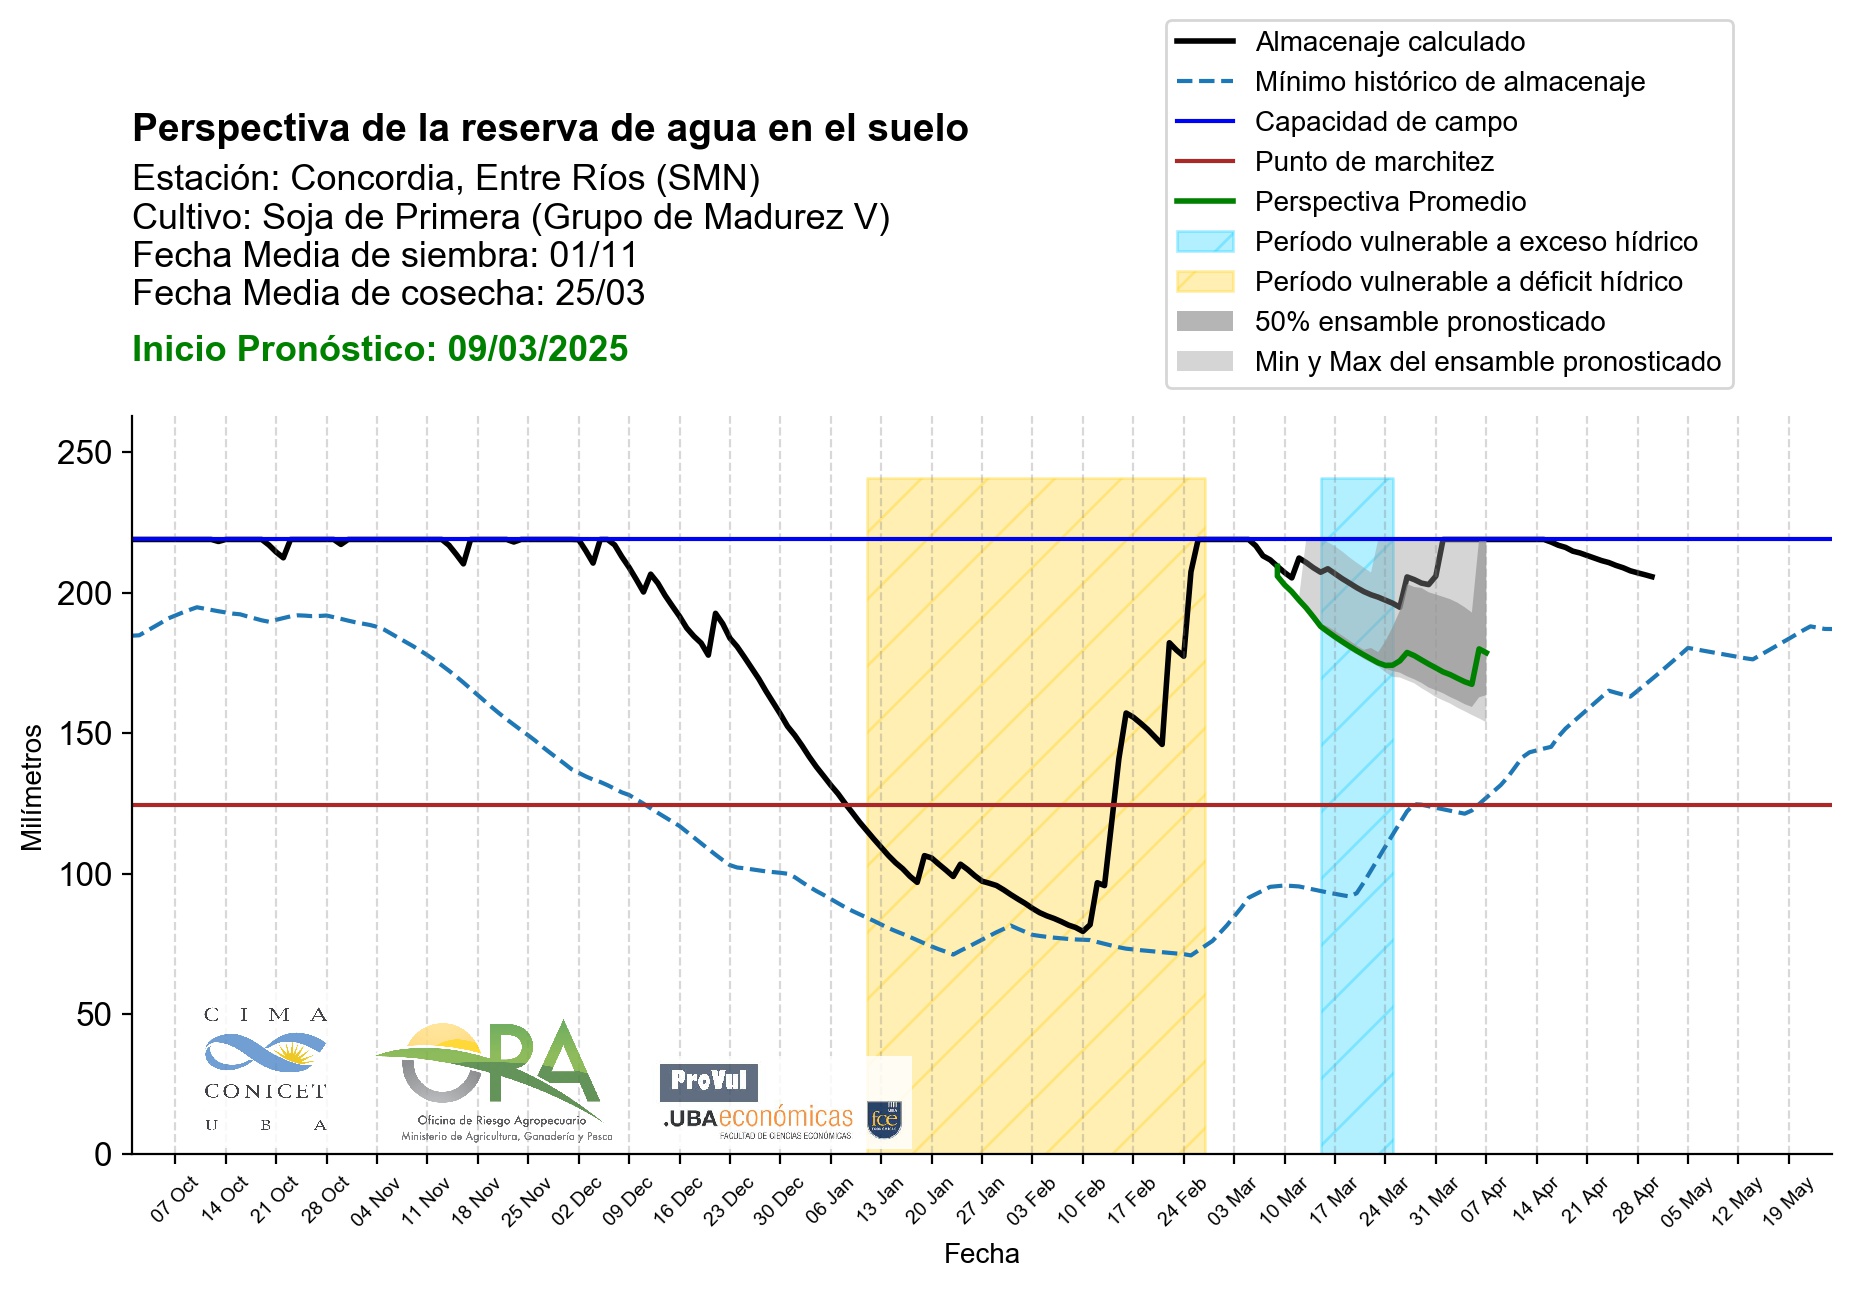 Almacenaje calculado
Mínimo histórico de almacenaje
Capacidad de campo
Punto de marchitez
Perspectiva Promedio
Período vulnerable a exceso hídrico
Período vulnerable a déficit hídrico
50% ensamble pronosticado
Min y Max del ensamble pronosticado
Perspectiva de la reserva de agua en el suelo
Estación: Concordia, Entre Ríos (SMN)
Cultivo: Soja de Primera (Grupo de Madurez V)
Fecha Media de siembra: 01/11
Fecha Media de cosecha: 25/03
Inicio Pronóstico: 09/03/2025
Milímetros
250
200
150
100
50
0
C I M A
CONICET
U B A
OPA
Oficina de Riesgo Agropecuario
Ministerio de Agricultura, Ganadería y Pesca
ProVul
.UBAeconómicas
FACULTAD DE CIENCIAS ECONÓMICAS
UBA
fce
07 Oct
14 Oct
21 Oct
28 Oct
04 Nov
11 Nov
18 Nov
25 Nov
02 Dec
09 Dec
16 Dec
23 Dec
30 Dec
06 Jan
13 Jan
20 Jan
27 Jan
03 Feb
10 Feb
17 Feb
24 Feb
03 Mar
10 Mar
17 Mar
24 Mar
31 Mar
07 Apr
14 Apr
21 Apr
28 Apr
05 May
12 May
19 May
Fecha